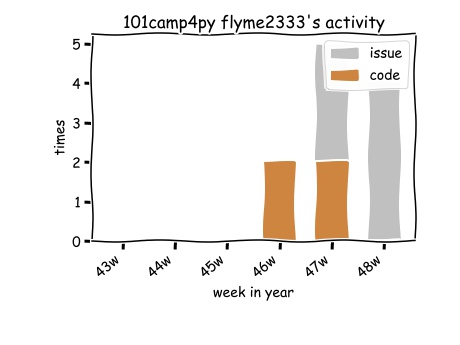 101camp4py flyme2333's activity
issue
code
5
4
3
2
1
0
times
43w 44w 45w 46w 47w 48w
week in year